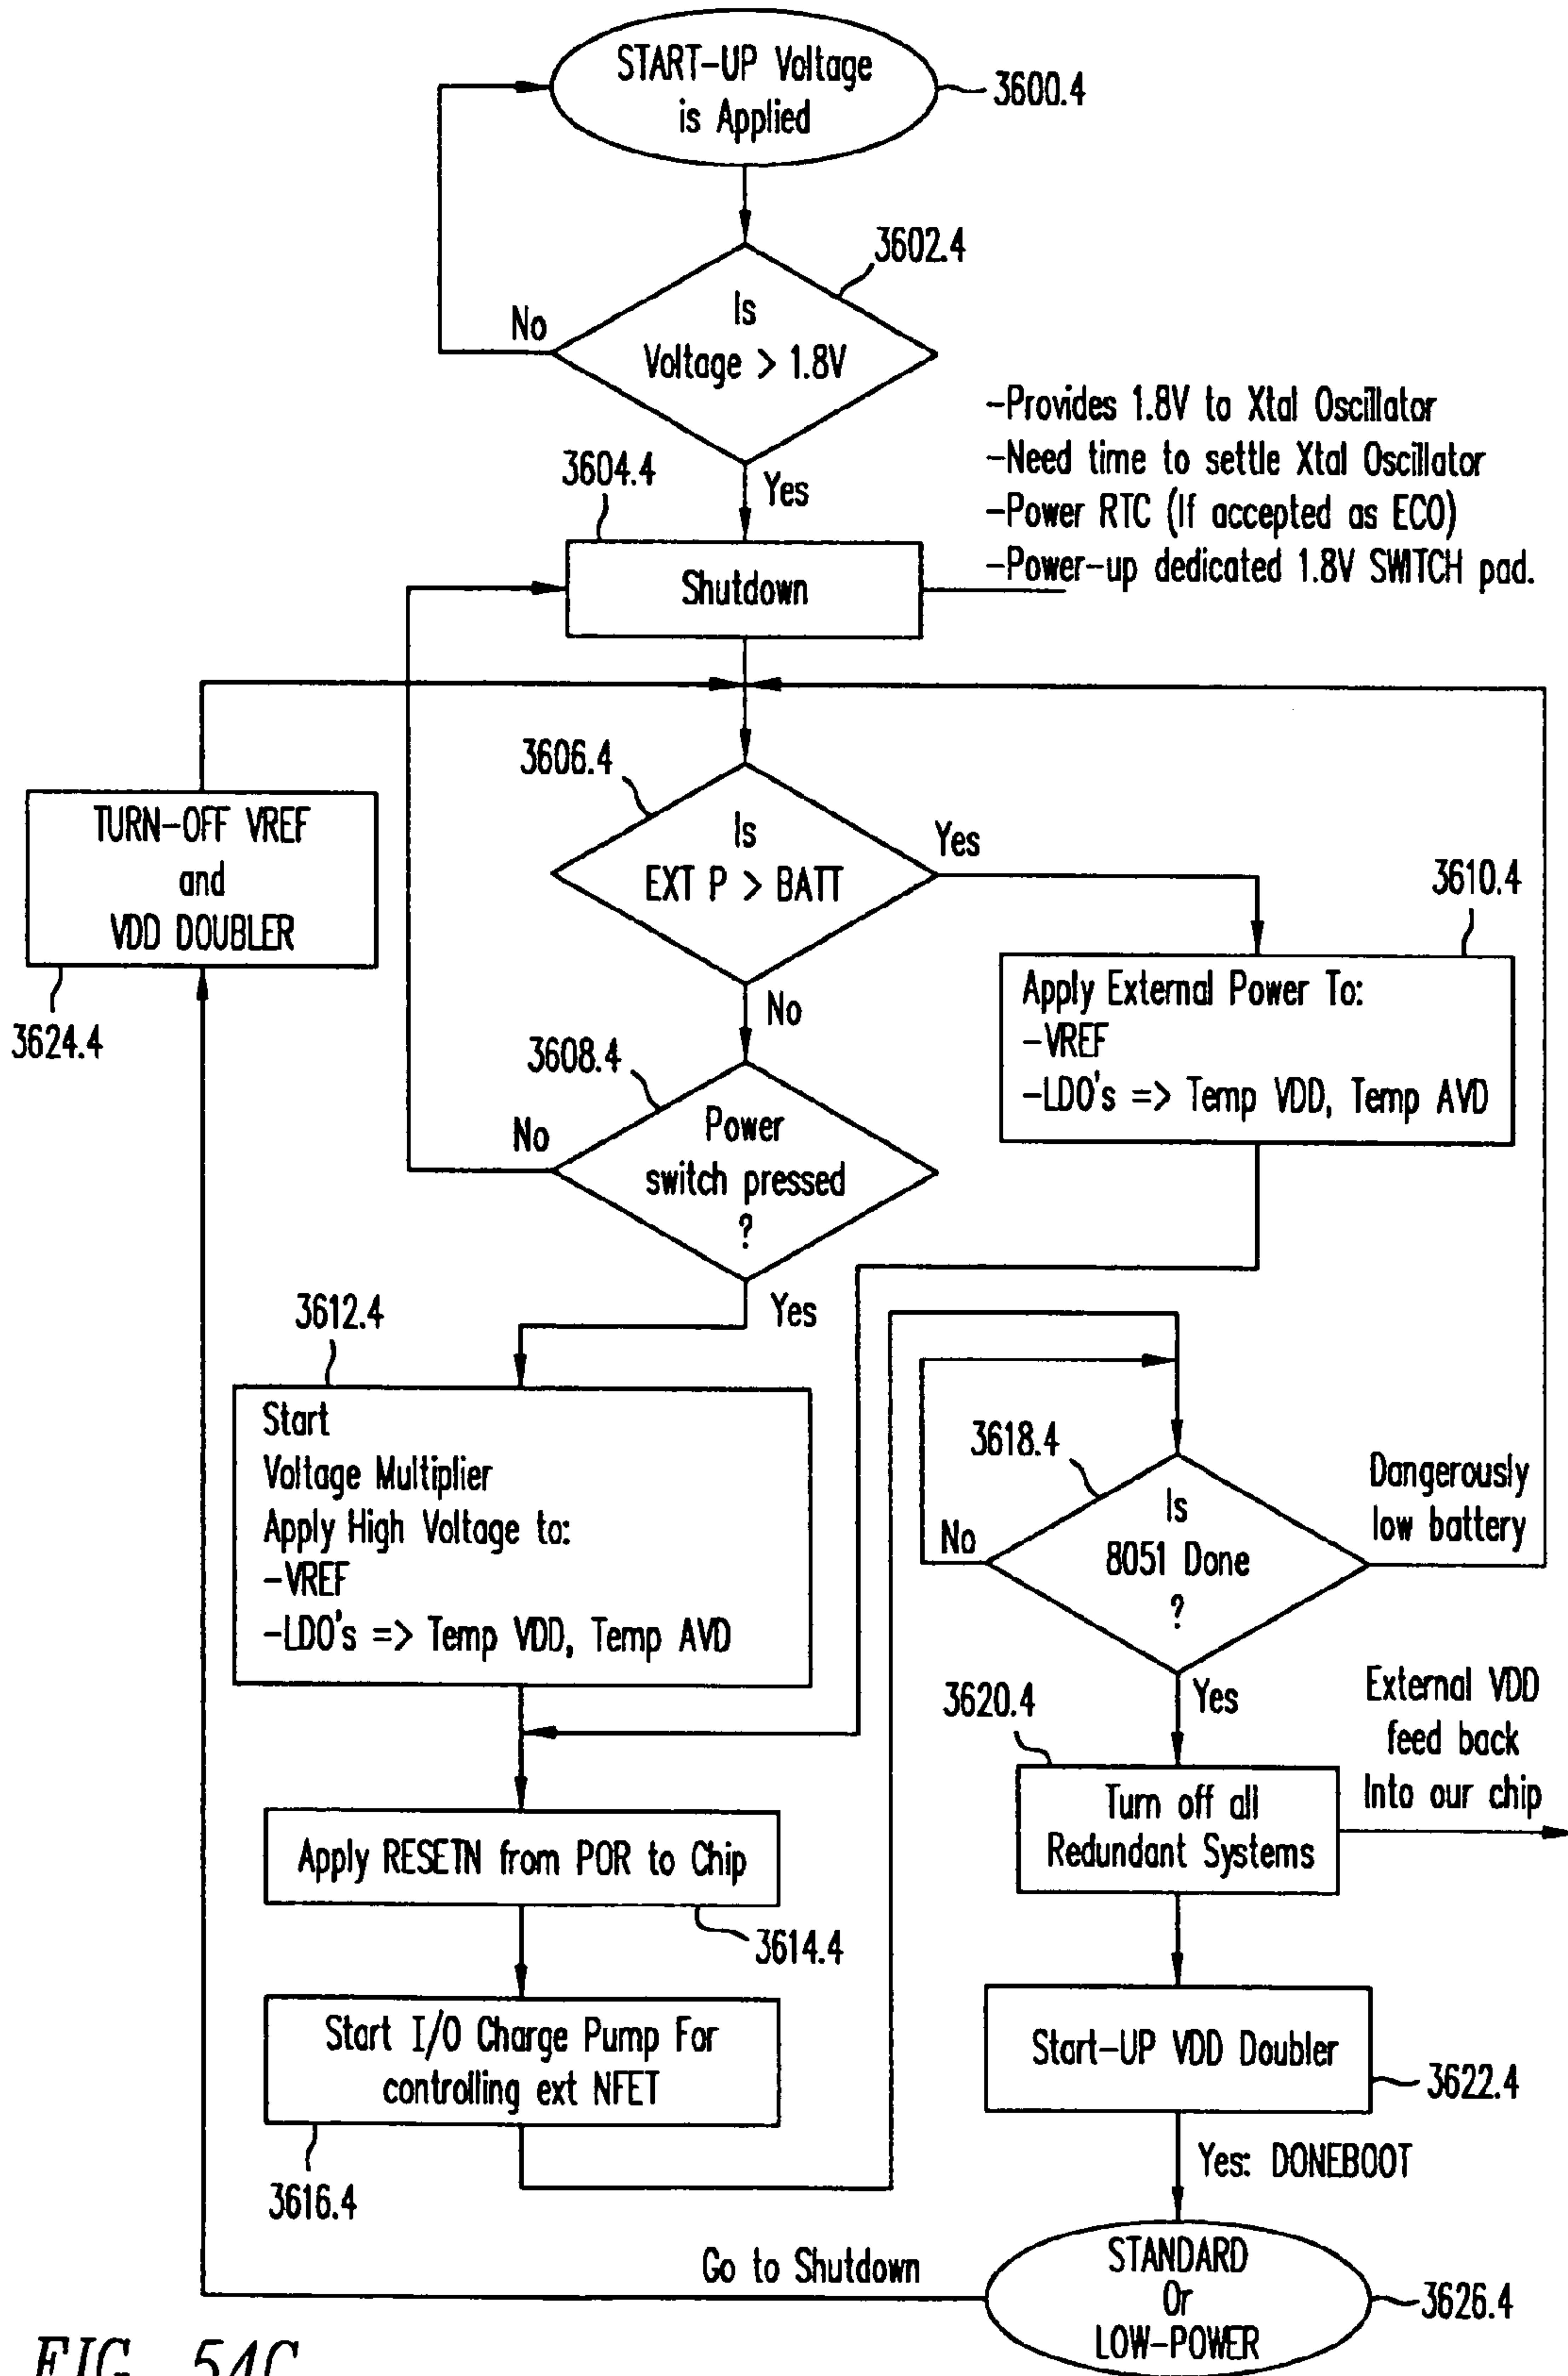 START-UP Voltage
is Applied
3600.4
3602.4
Is
Voltage > 1.8V
No
Yes
-Provides 1.8V to Xtal Oscillator
-Need time to settle Xtal Oscillator
-Power RTC (If accepted as ECO)
-Power-up dedicated 1.8V SWITCH pad.
3604.4
Shutdown
3606.4
Is
EXT P > BATT
Yes
No
TURN-OFF VREF
and
VDD DOUBLER
3624.4
3610.4
Apply External Power To:
-VREF
-LDO's => Temp VDD, Temp AVD
3608.4
Power
switch pressed
?
No
Yes
3612.4
Start
Voltage Multiplier
Apply High Voltage to:
-VREF
-LDO's => Temp VDD, Temp AVD
3618.4
Is
8051 Done
?
No
Dangerously
low battery
Yes
3620.4
Turn off all
Redundant Systems
External VDD
feed back
Into our chip
Apply RESETN from POR to Chip
3614.4
Start I/O Charge Pump For
controlling ext NFET
3616.4
Start-UP VDD Doubler
3622.4
Yes: DONEBOOT
Go to Shutdown
STANDARD
Or
LOW-POWER
3626.4
FIG. 54C